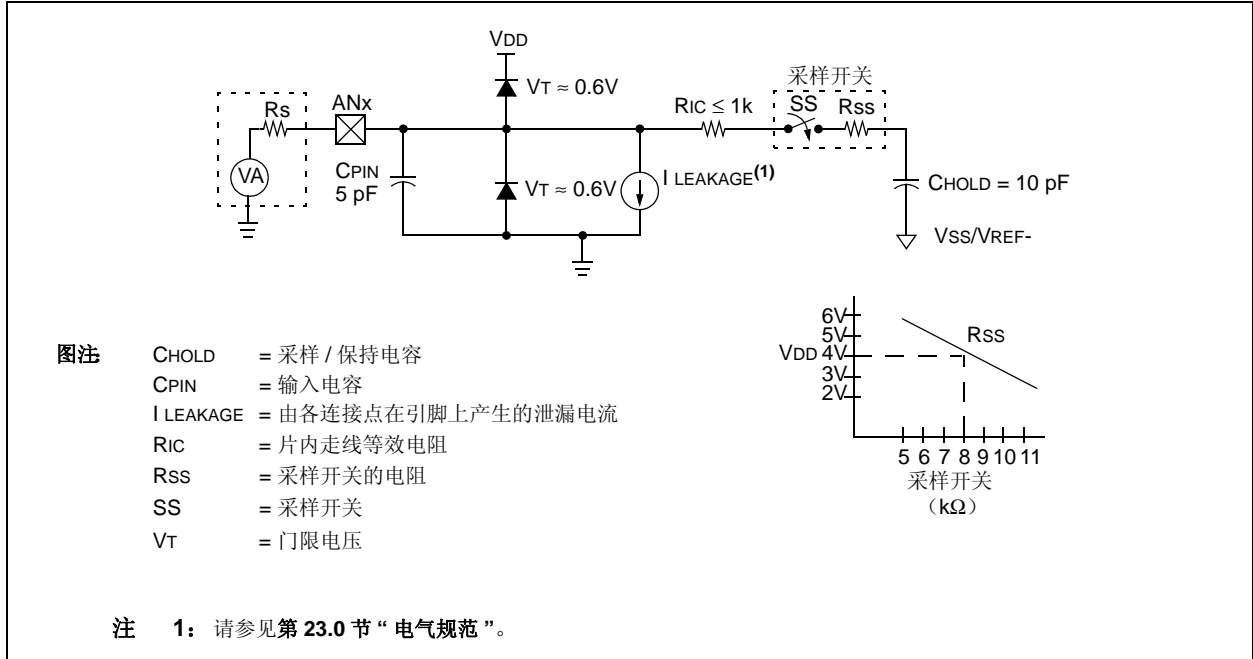 VDD
采样开关
VT ≈ 0.6V
RIC ≤ 1k
SS
RSS
Rs
ANx
VA
CPIN
5 pF
VT ≈ 0.6V
I LEAKAGE(1)
CHOLD = 10 pF
VSS/VREF-
6V
5V
VDD 4V
3V
2V
RSS
5 6 7 8 9 10 11
采样开关
（kΩ）
图注:
CHOLD = 采样 / 保持电容
CPIN = 输入电容
I LEAKAGE = 由各连接点在引脚上产生的泄漏电流
RIC = 片内走线等效电阻
RSS = 采样开关的电阻
SS = 采样开关
VT = 门限电压
注 1: 请参见第 23.0 节 “ 电气规范 ”。